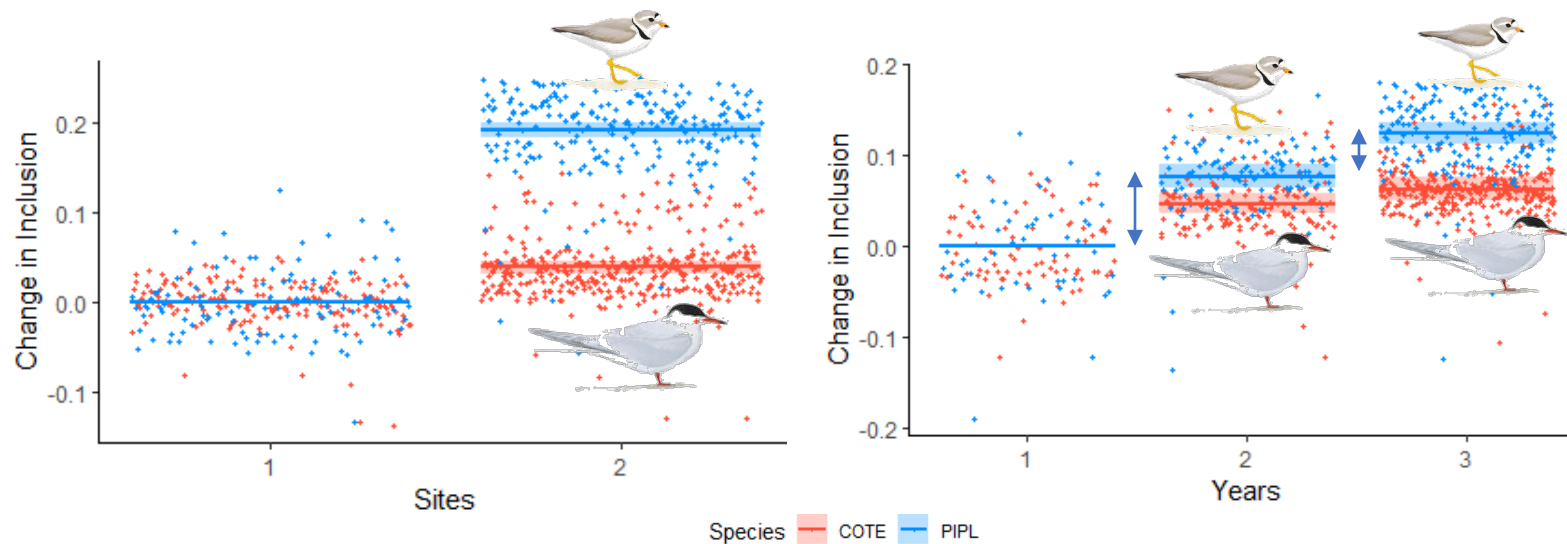 Change in Inclusion
0.2
0.1
0.0
-0.1
1
2
Sites
Change in Inclusion
0.2
0.1
0.0
-0.1
-0.2
1
2
3
Years
Species COTE PIPL